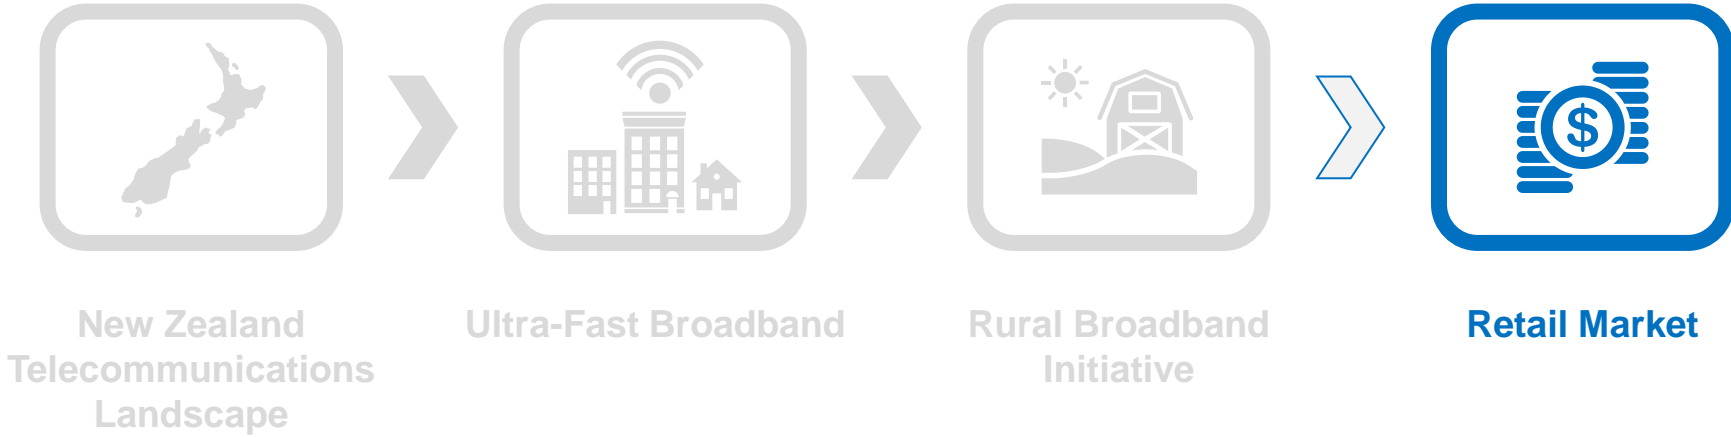 New Zealand
Telecommunications
Landscape
Ultra-Fast Broadband
Rural Broadband
Initiative
$
Retail Market